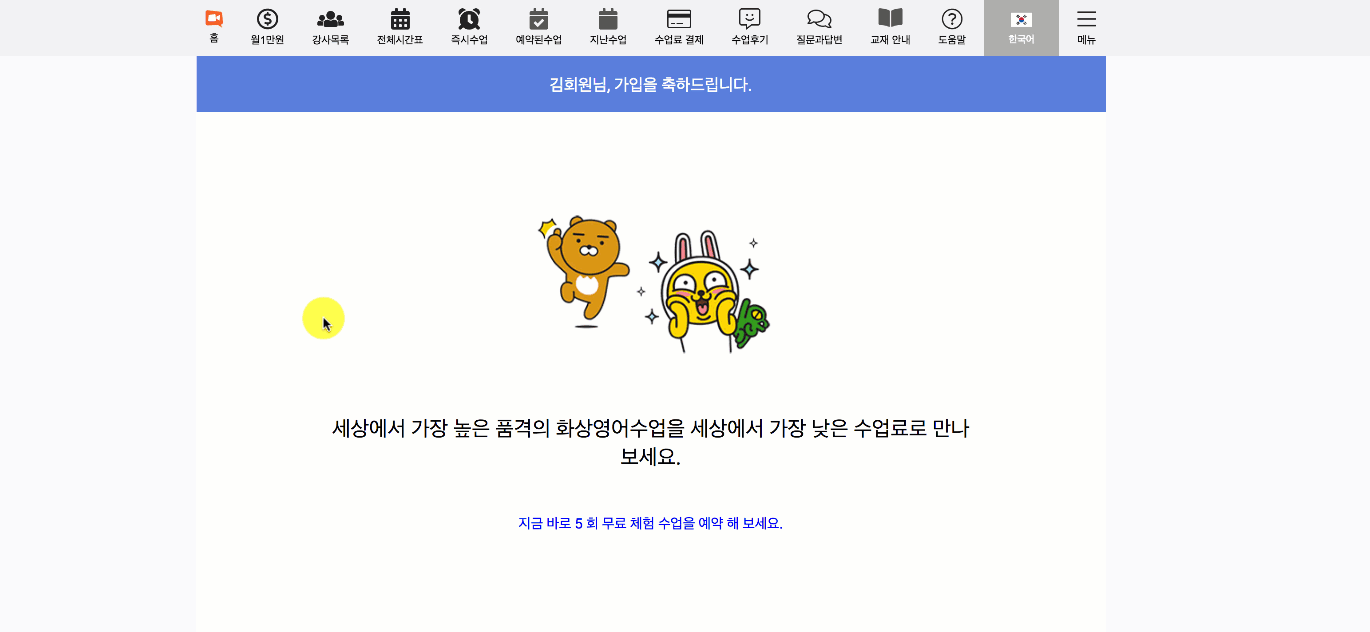 홈
월1만원
강사목록
전체시간표
즉시수업
예약된수업
지난수업
수업료 결제
수업후기
질문과답변
교재 안내
도움말
한국어
메뉴
김회원님, 가입을 축하드립니다.
세상에서 가장 높은 품격의 화상영어수업을 세상에서 가장 낮은 수업료로 만나
보세요.
지금 바로 5 회 무료 체험 수업을 예약 해 보세요.